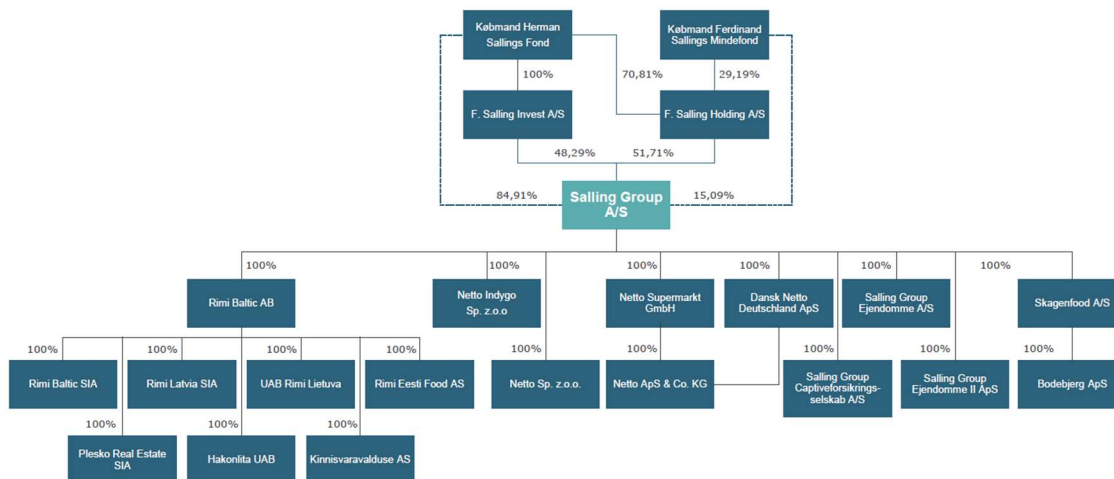 Købmand Herman
Sallings Fond
Købmand Ferdinand
Sallings Mindefond
100%
70,81%
29,19%
F. Salling Invest A/S
F. Salling Holding A/S
48,29%
51,71%
84,91%
Salling Group
A/S
15,09%
100%
100%
100%
100%
100%
100%
100%
Rimi Baltic AB
Netto Indygo
Sp. z.o.o
Netto Supermarkt
GmbH
Dansk Netto
Deutschland ApS
Salling Group
Ejendomme A/S
Skagenfood A/S
100%
100%
100%
100%
100%
100%
100%
100%
100%
Rimi Baltic SIA
Rimi Latvia SIA
UAB Rimi Lietuva
Rimi Eesti Food AS
Netto Sp. z.o.o.
Netto ApS & Co. KG
Salling Group
Captiveforsikrings-
selskab A/S
Salling Group
Ejendomme II ApS
Bodebjerg ApS
100%
100%
100%
Plesko Real Estate
SIA
Hakonlita UAB
Kinnisvaravalduse AS